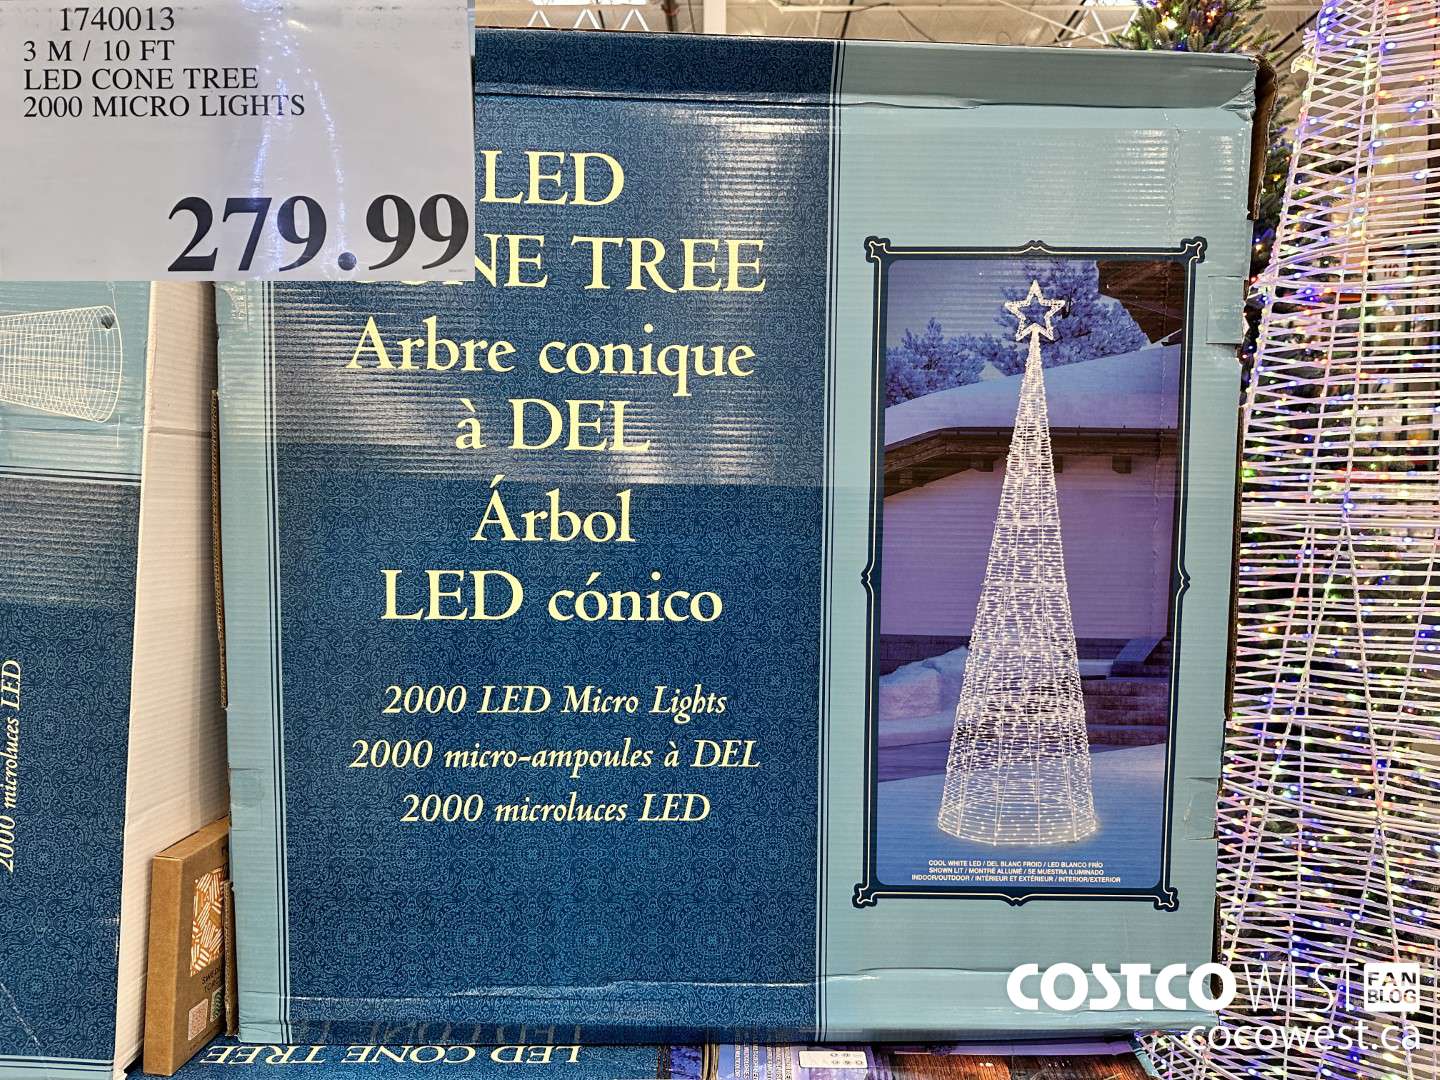 1740013
3 M / 10 FT
LED CONE TREE
2000 MICRO LIGHTS
279.99
LED
NE TREE
Arbre conique
à DEL
Árbol
LED cónico
2000 LED Micro Lights
2000 micro-ampoules à DEL
2000 microluces LED
COOL WHITE LED / DEL BLANC FROID / LED BLANCO FRÍO
SHOWN LIT / MONTRÉ ALLUMÉ / SE MUESTRA ILUMINADO
INDOOR/OUTDOOR / INTÉRIEUR ET EXTÉRIEUR / INTERIOR/EXTERIOR
2000 microluces LED
LED CONE TREE
COSTCO WEST
FAN
BLOG
cocowest.ca